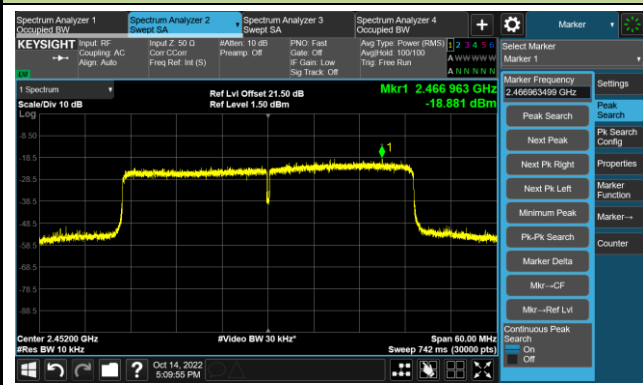 Spectrum Analyzer 1
Occupied BW
Spectrum Analyzer 2
Swept SA
Spectrum Analyzer 3
Swept SA
Spectrum Analyzer 4
Occupied BW
+
Marker
KEYSIGHT
Input: RF
Coupling: AC
Align: Auto
Input Z: 50 Ω
Corr CCorr
Freq Ref: Int (S)
#Atten: 10 dB
Preamp: Off
PNO: Fast
Gate: Off
IF Gain: Low
Sig Track: Off
Avg Type: Power (RMS)
Avg|Hold: 100/100
Trig: Free Run
1 2 3 4 5 6
A W W W W W
A N N N N N
Select Marker
Marker 1
1 Spectrum
Scale/Div 10 dB
Log
Ref Lvl Offset 21.50 dB
Ref Level 1.50 dBm
Mkr1 2.466 963 GHz
-18.881 dBm
-8.50
-18.5
-28.5
-38.5
-48.5
-58.5
-68.5
-78.5
-88.5
1
Center 2.45200 GHz
#Res BW 10 kHz
#Video BW 30 kHz*
Span 60.00 MHz
Sweep 742 ms (30000 pts)
Marker Frequency
2.466963499 GHz
Peak Search
Next Peak
Next Pk Right
Next Pk Left
Minimum Peak
Pk-Pk Search
Marker Delta
Mkr→CF
Mkr→Ref Lvl
Continuous Peak
Search
On
Off
Settings
Peak
Search
Pk Search
Config
Properties
Marker
Function
Marker→
Counter
?
Oct 14, 2022
5:09:55 PM